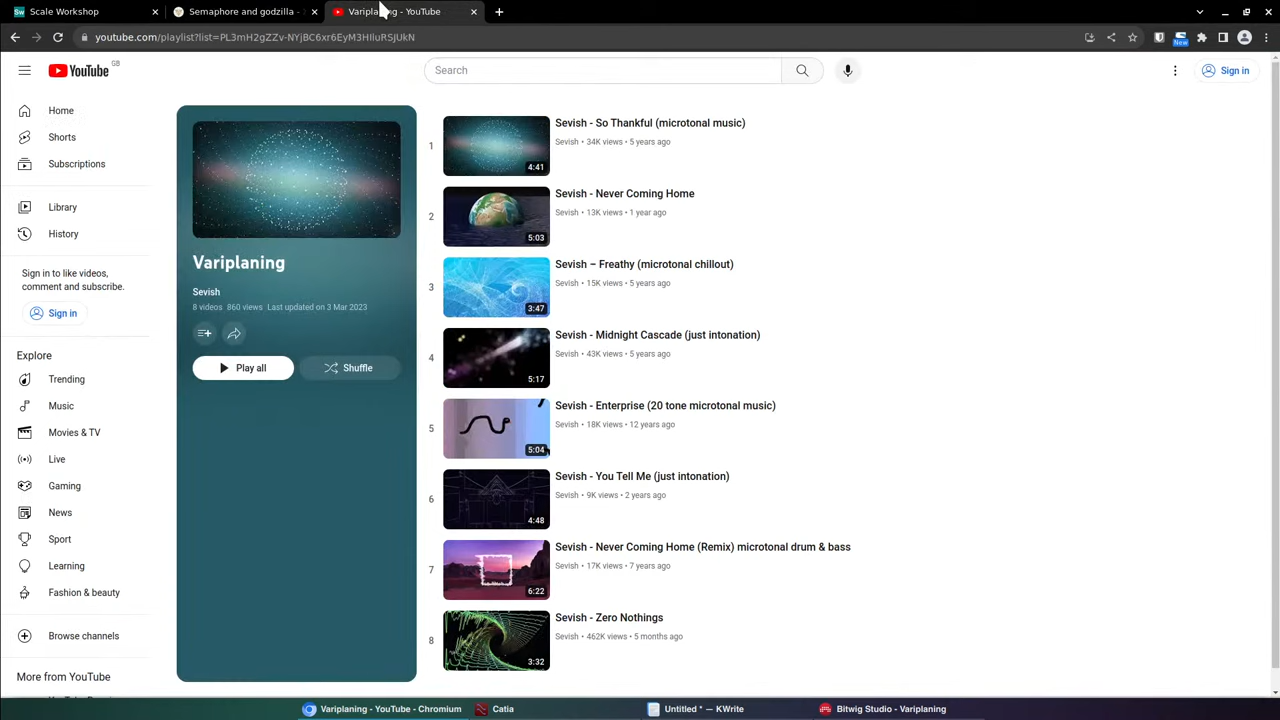 Scale Workshop
Semaphore and godzilla -
Variplaning - YouTube
youtube.com/playlist?list=PL3mH2gZZv-NYjBC6xr6EyM3HIluRSJUkN
New
YouTube
GB
Search
Sign in
Home
Shorts
Subscriptions
Library
History
Sign in to like videos,
comment and subscribe.
Sign in
Explore
Trending
Music
Movies & TV
Live
Gaming
News
Sport
Learning
Fashion & beauty
Browse channels
More from YouTube
Variplaning
Sevish
8 videos 860 views Last updated on 3 Mar 2023
Play all
Shuffle
1
4:41
Sevish - So Thankful (microtonal music)
Sevish • 34K views • 5 years ago
2
5:03
Sevish - Never Coming Home
Sevish • 13K views • 1 year ago
3
3:47
Sevish – Freathy (microtonal chillout)
Sevish • 15K views • 5 years ago
4
5:17
Sevish - Midnight Cascade (just intonation)
Sevish • 43K views • 5 years ago
5
5:04
Sevish - Enterprise (20 tone microtonal music)
Sevish • 18K views • 12 years ago
6
4:48
Sevish - You Tell Me (just intonation)
Sevish • 9K views • 2 years ago
7
6:22
Sevish - Never Coming Home (Remix) microtonal drum & bass
Sevish • 17K views • 7 years ago
8
3:32
Sevish - Zero Nothings
Sevish • 462K views • 5 months ago
Variplaning - YouTube - Chromium
Catia
Untitled * — KWrite
Bitwig Studio - Variplaning